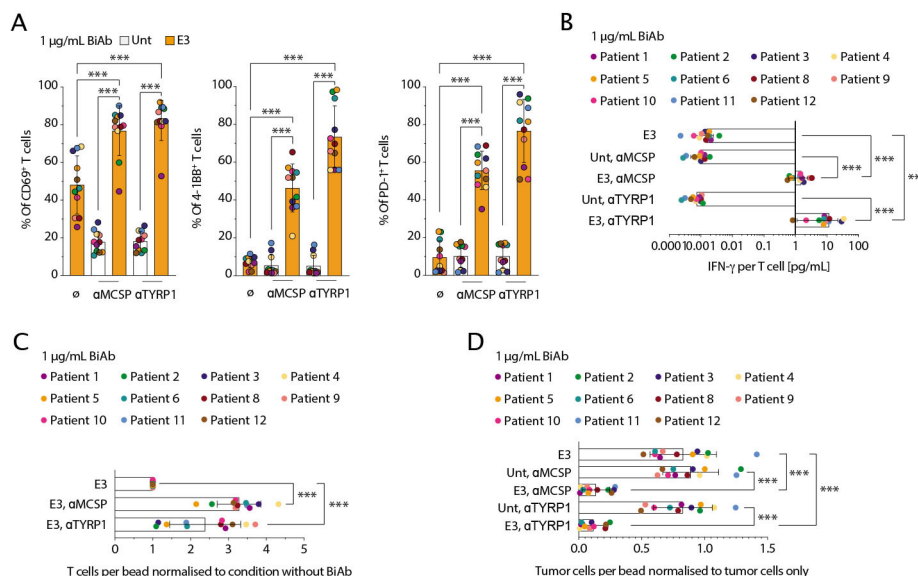 A
1 µg/mL BiAb Unt E3
% Of CD69⁺ T cells
100
80
60
40
20
0
***
***
***
***
ø αMCSP αTYRP1
% Of 4-1BB⁺ T cells
100
80
60
40
20
0
***
***
***
***
ø αMCSP αTYRP1
% Of PD-1⁺ T cells
100
80
60
40
20
0
***
***
***
***
ø αMCSP αTYRP1
B
1 µg/mL BiAb
Patient 1 Patient 2 Patient 3 Patient 4
Patient 5 Patient 6 Patient 8 Patient 9
Patient 10 Patient 11 Patient 12
E3
Unt, αMCSP
E3, αMCSP
Unt, αTYRP1
E3, αTYRP1
***
***
***
0.00010.001 0.01 0.1 1 10 100
IFN-γ per T cell [pg/mL]
C
1 µg/mL BiAb
Patient 1 Patient 2 Patient 3 Patient 4
Patient 5 Patient 6 Patient 8 Patient 9
Patient 10 Patient 11 Patient 12
E3
E3, αMCSP
E3, αTYRP1
***
***
0 1 2 3 4 5
T cells per bead normalised to condition without BiAb
D
1 µg/mL BiAb
Patient 1 Patient 2 Patient 3 Patient 4
Patient 5 Patient 6 Patient 8 Patient 9
Patient 10 Patient 11 Patient 12
E3
Unt, αMCSP
E3, αMCSP
Unt, αTYRP1
E3, αTYRP1
***
***
***
***
0.0 0.5 1.0 1.5
Tumor cells per bead normalised to tumor cells only